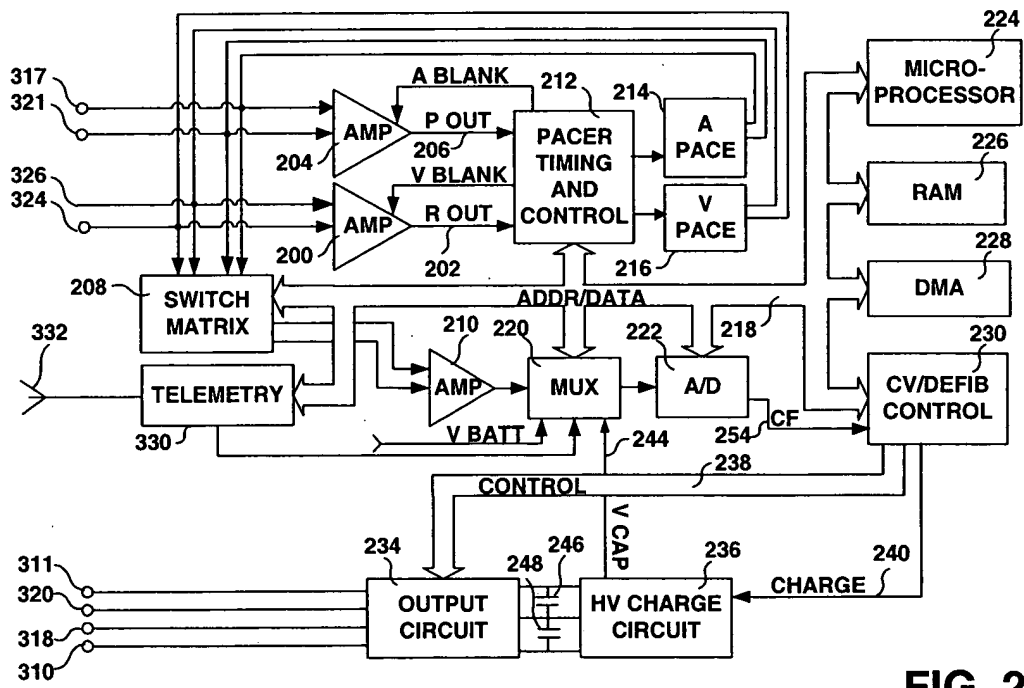 317
321
326
324
204
AMP
200
AMP
A BLANK
P OUT
206
V BLANK
R OUT
202
212
PACER
TIMING
AND
CONTROL
214
A
PACE
V
PACE
216
224
MICRO-
PROCESSOR
226
RAM
228
DMA
208
SWITCH
MATRIX
ADDR/DATA
218
332
TELEMETRY
330
210
AMP
220
MUX
222
A/D
230
CV/DEFIB
CONTROL
CF
254
V BATT
244
238
CONTROL
V CAP
311
320
318
310
234
OUTPUT
CIRCUIT
248
246
236
HV CHARGE
CIRCUIT
CHARGE
240
FIG. 2